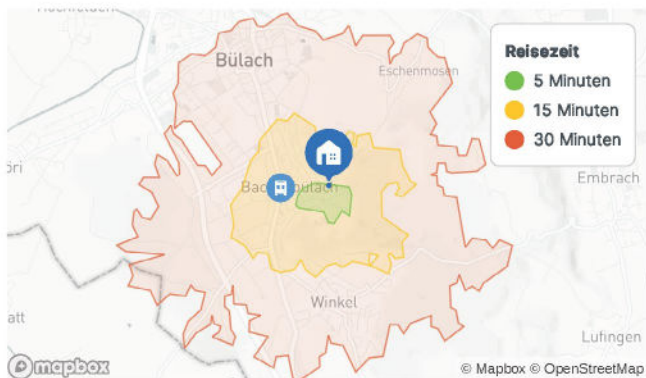 Bülach
Eschenmosen
Reisezeit
5 Minuten
15 Minuten
30 Minuten
Embrach
Winkel
Lufingen
mapbox
© Mapbox © OpenStreetMap